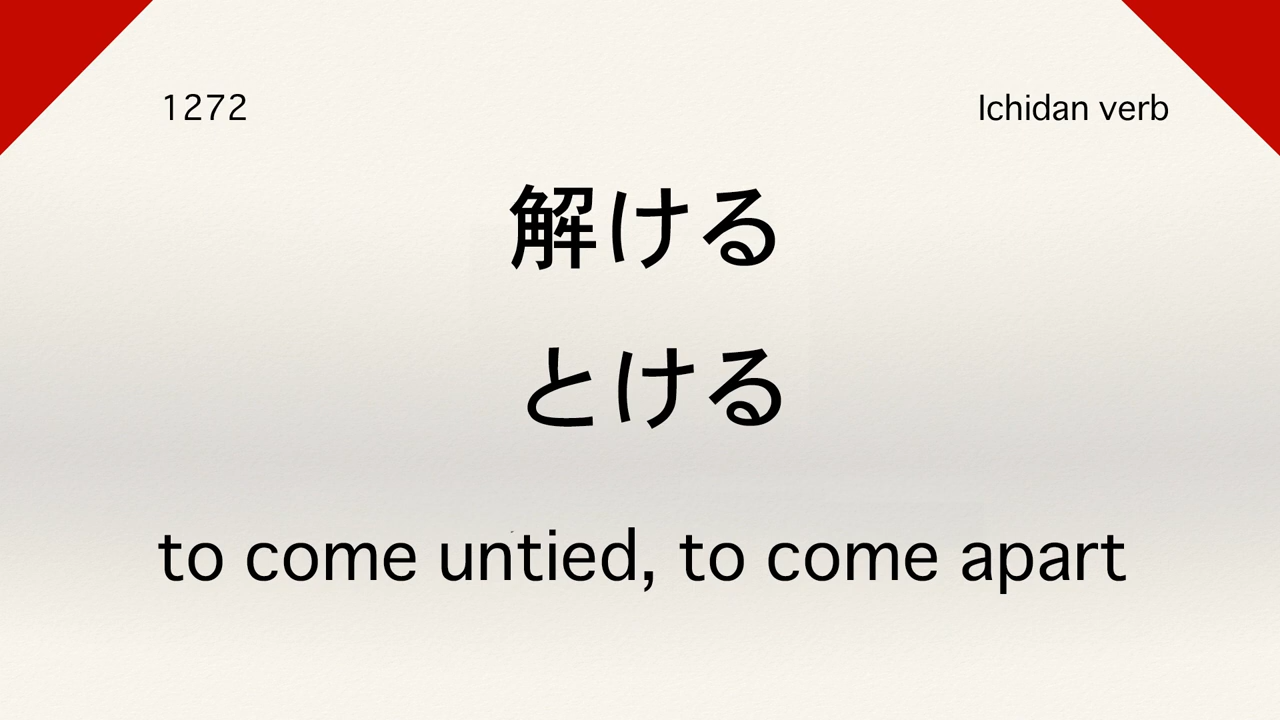 1272
Ichidan verb
解ける
とける
to come untied, to come apart